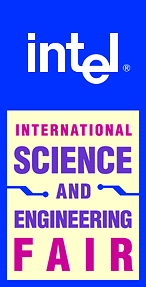 intel®
INTERNATIONAL
SCIENCE
AND
ENGINEERING
FAIR